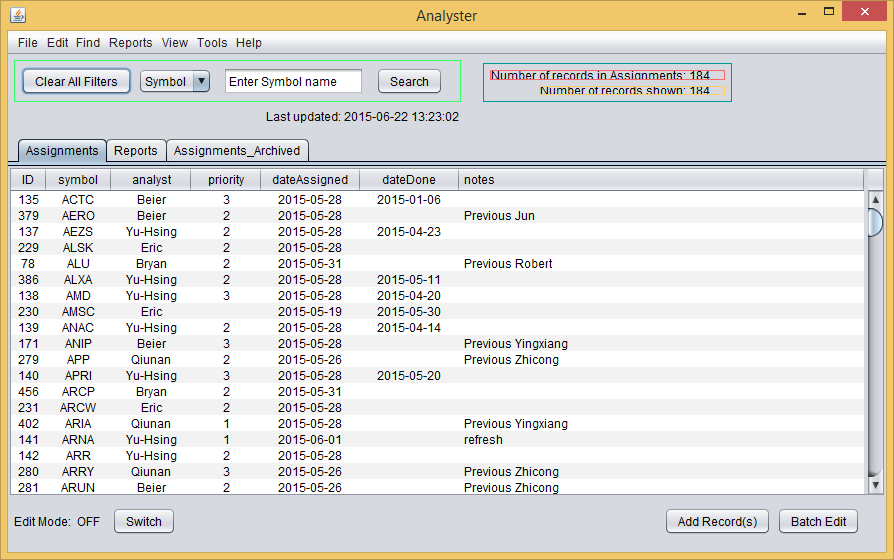 Analyster
File Edit Find Reports View Tools Help
Clear All Filters Symbol Enter Symbol name Search
Number of records in Assignments: 184
Number of records shown: 184
Last updated: 2015-06-22 13:23:02
Assignments Reports Assignments_Archived
ID symbol analyst priority dateAssigned dateDone notes
135 ACTC Beier 3 2015-05-28 2015-01-06
379 AERO Beier 2 2015-05-28 Previous Jun
137 AEZS Yu-Hsing 2 2015-05-28 2015-04-23
229 ALSK Eric 2 2015-05-28
78 ALU Bryan 2 2015-05-31 Previous Robert
386 ALXA Yu-Hsing 2 2015-05-28 2015-05-11
138 AMD Yu-Hsing 3 2015-05-28 2015-04-20
230 AMSC Eric 2015-05-19 2015-05-30
139 ANAC Yu-Hsing 2 2015-05-28 2015-04-14
171 ANIP Beier 3 2015-05-28 Previous Yingxiang
279 APP Qiunan 2 2015-05-26 Previous Zhicong
140 APRI Yu-Hsing 3 2015-05-28 2015-05-20
456 ARCP Bryan 2 2015-05-31
231 ARCW Eric 2 2015-05-28
402 ARIA Qiunan 1 2015-05-28 Previous Yingxiang
141 ARNA Yu-Hsing 1 2015-06-01 refresh
142 ARR Yu-Hsing 2 2015-05-28
280 ARRY Qiunan 3 2015-05-26 Previous Zhicong
281 ARUN Beier 2 2015-05-26 Previous Zhicong
Edit Mode: OFF Switch Add Record(s) Batch Edit